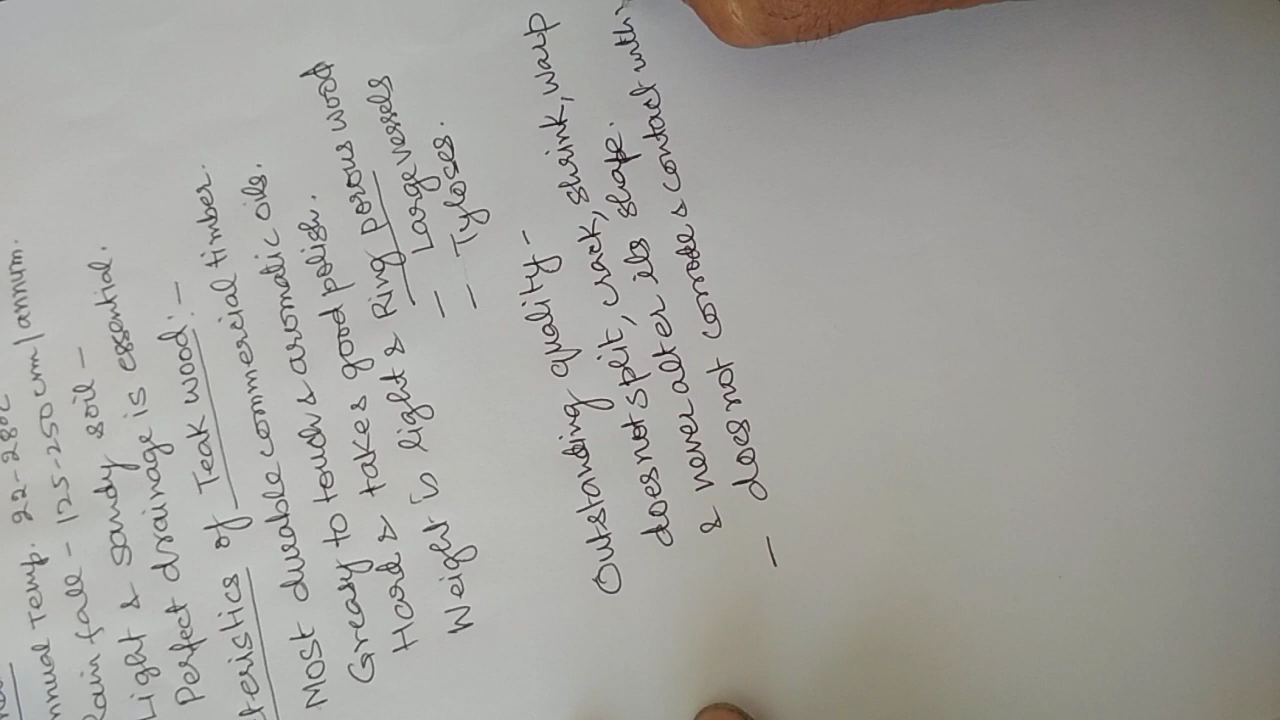 nnual Temp. 22-28°C
Rain fall - 125-250 cm/annum.
Light & sandy soil -
Perfect drainage is essential.
teristics of Teak wood:-
Most durable commercial timber.
Greasy to touch & aromatic oils.
Hard & takes good polish.
Weight is light & Ring porous wood
- Large vessels
- Tyloses.
Outstanding quality -
does not split, crack, shrink, warp
& never alter its shape.
- does not corrode & contact with